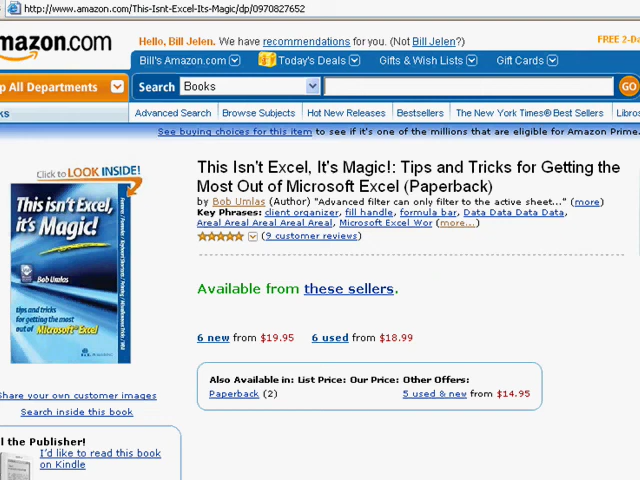 http://www.amazon.com/This-Isnt-Excel-Its-Magic/dp/0970827652
amazon.com
Hello, Bill Jelen. We have recommendations for you. (Not Bill Jelen?)
FREE 2-Da
Bill's Amazon.com
Today's Deals
Gifts & Wish Lists
Gift Cards
p All Departments
Search
Books
GO
ks
Advanced Search
Browse Subjects
Hot New Releases
Bestsellers
The New York Times® Best Sellers
Libros
See buying choices for this item to see if it's one of the millions that are eligible for Amazon Prime.
Click to LOOK INSIDE!
This isn't Excel,
it's Magic!
Bob Umlas
tips and tricks
for getting the most
out of Microsoft Excel
This Isn't Excel, It's Magic!: Tips and Tricks for Getting the
Most Out of Microsoft Excel (Paperback)
by Bob Umlas (Author) "Advanced filter can only filter to the active sheet..." (more)
Key Phrases: client organizer, fill handle, formula bar, Data Data Data Data,
Areal Areal Areal Areal Areal, Microsoft Excel Wor (more...)
(9 customer reviews)
Available from these sellers.
6 new from $19.95 6 used from $18.99
Also Available in: List Price: Our Price: Other Offers:
Paperback (2) 5 used & new from $14.95
Share your own customer images
Search inside this book
l the Publisher!
I'd like to read this book
on Kindle